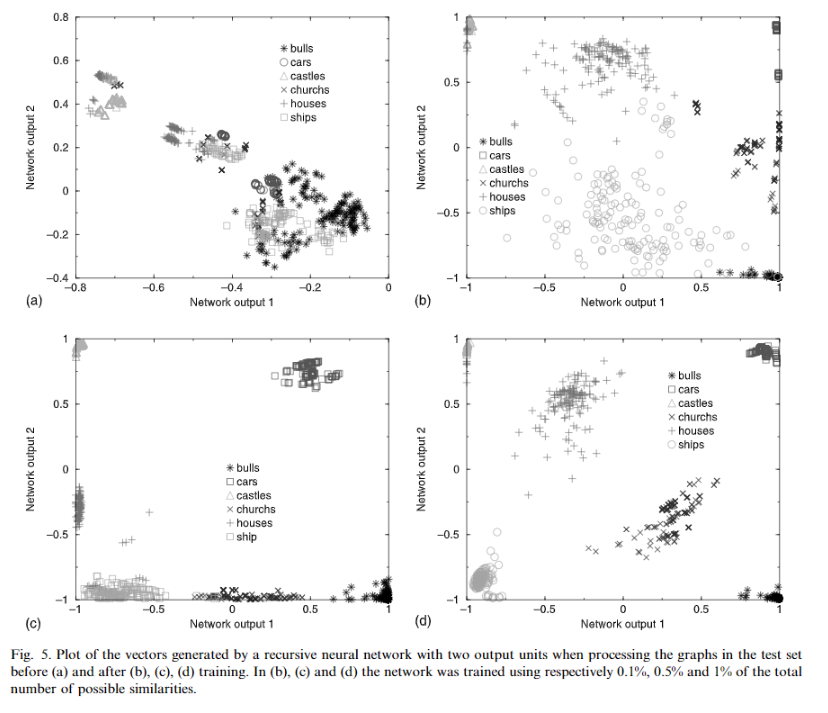 0.8
0.6
0.4
0.2
0
−0.2
−0.4
−0.8 −0.6 −0.4 −0.2 0
Network output 2
Network output 1
bulls
cars
castles
churchs
houses
ships
(a)
1
0.5
0
−0.5
−1
−1 −0.5 0 0.5 1
Network output 2
Network output 1
bulls
cars
castles
churchs
houses
ships
(b)
1
0.5
0
−0.5
−1
−1 −0.5 0 0.5 1
Network output 2
Network output 1
bulls
cars
castles
churchs
houses
ship
(c)
1
0.5
0
−0.5
−1
−1 −0.5 0 0.5 1
Network output 2
Network output 1
bulls
cars
castles
churchs
houses
ships
(d)
Fig. 5. Plot of the vectors generated by a recursive neural network with two output units when processing the graphs in the test set
before (a) and after (b), (c), (d) training. In (b), (c) and (d) the network was trained using respectively 0.1%, 0.5% and 1% of the total
number of possible similarities.